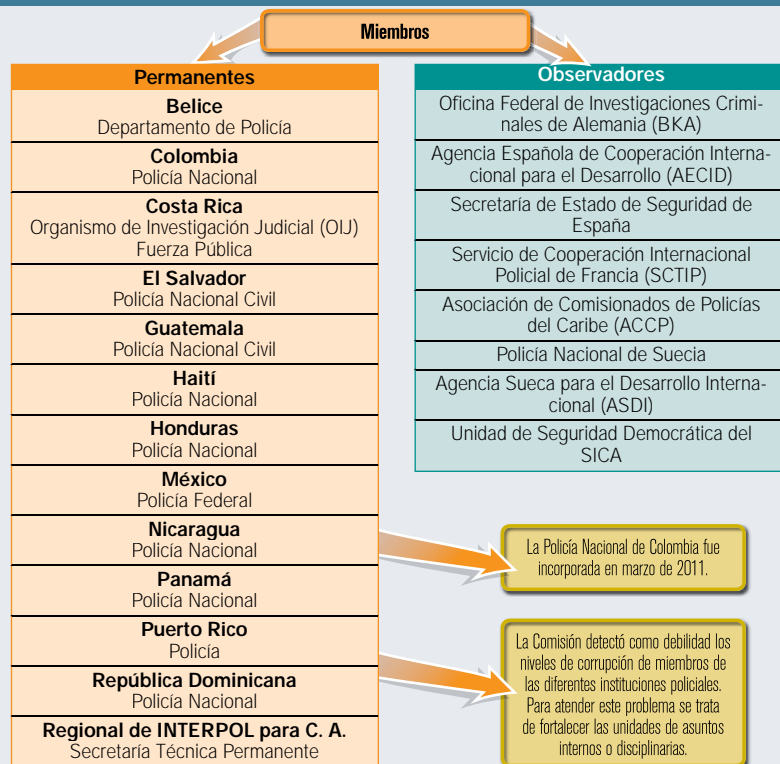 Miembros
Permanentes
Belice
Departamento de Policía
Colombia
Policía Nacional
Costa Rica
Organismo de Investigación Judicial (OIJ)
Fuerza Pública
El Salvador
Policía Nacional Civil
Guatemala
Policía Nacional Civil
Haití
Policía Nacional
Honduras
Policía Nacional
México
Policía Federal
Nicaragua
Policía Nacional
Panamá
Policía Nacional
Puerto Rico
Policía
República Dominicana
Policía Nacional
Regional de INTERPOL para C. A.
Secretaría Técnica Permanente
Observadores
Oficina Federal de Investigaciones Crimi-
nales de Alemania (BKA)
Agencia Española de Cooperación Interna-
cional para el Desarrollo (AECID)
Secretaría de Estado de Seguridad de
España
Servicio de Cooperación Internacional
Policial de Francia (SCTIP)
Asociación de Comisionados de Policías
del Caribe (ACCP)
Policía Nacional de Suecia
Agencia Sueca para el Desarrollo Interna-
cional (ASDI)
Unidad de Seguridad Democrática del
SICA
La Policía Nacional de Colombia fue
incorporada en marzo de 2011.
La Comisión detectó como debilidad los
niveles de corrupción de miembros de
las diferentes instituciones policiales.
Para atender este problema se trata
de fortalecer las unidades de asuntos
internos o disciplinarias.